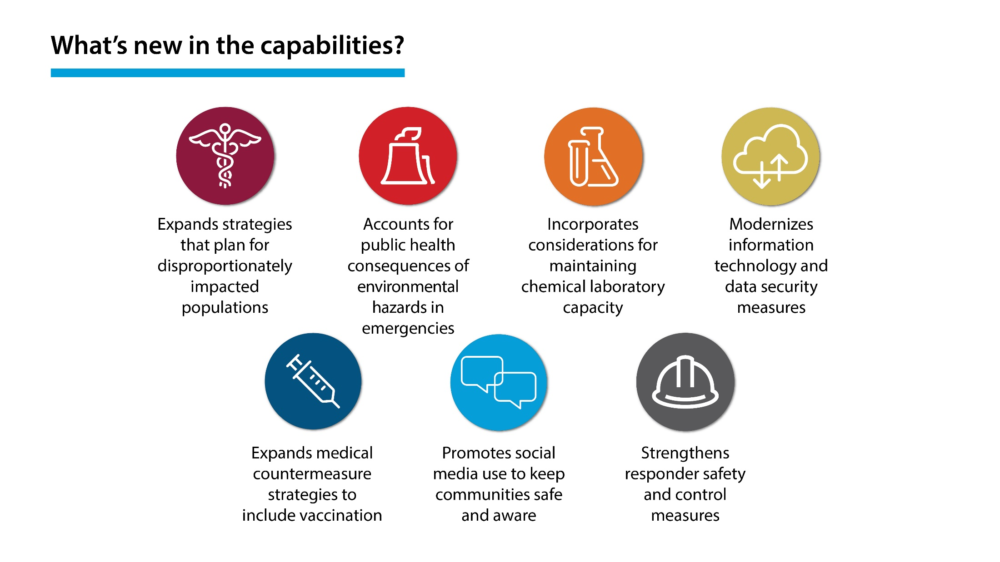 What’s new in the capabilities?
Expands strategies
that plan for
disproportionately
impacted
populations
Accounts for
public health
consequences of
environmental
hazards in
emergencies
Incorporates
considerations for
maintaining
chemical laboratory
capacity
Modernizes
information
technology and
data security
measures
Expands medical
countermeasure
strategies to
include vaccination
Promotes social
media use to keep
communities safe
and aware
Strengthens
responder safety
and control
measures